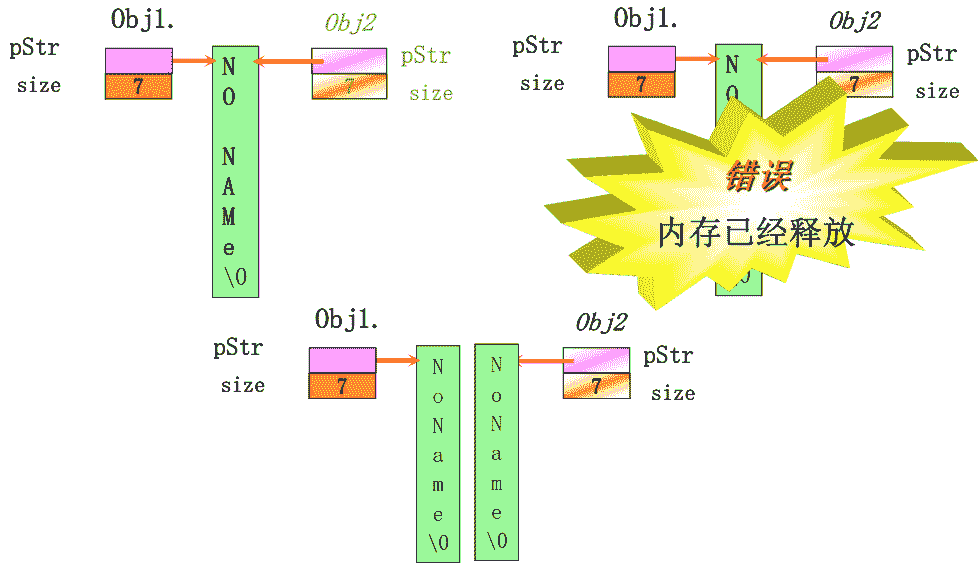 Obj1.
Obj2
pStr
size
7
7
pStr
size
N
O
N
A
M
e
\0
Obj1.
Obj2
pStr
size
7
7
pStr
size
N
O
错误
内存已经释放
Obj1.
Obj2
pStr
size
7
7
pStr
size
N
o
N
a
m
e
\0
N
o
N
a
m
e
\0